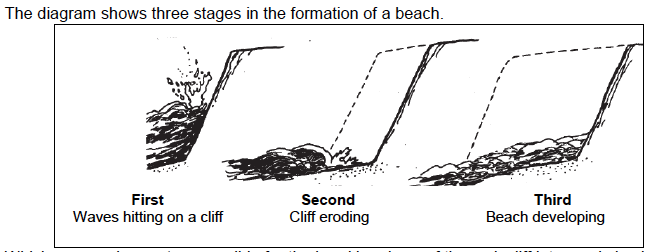 The diagram shows three stages in the formation of a beach.
First
Waves hitting on a cliff
Second
Cliff eroding
Third
Beach developing